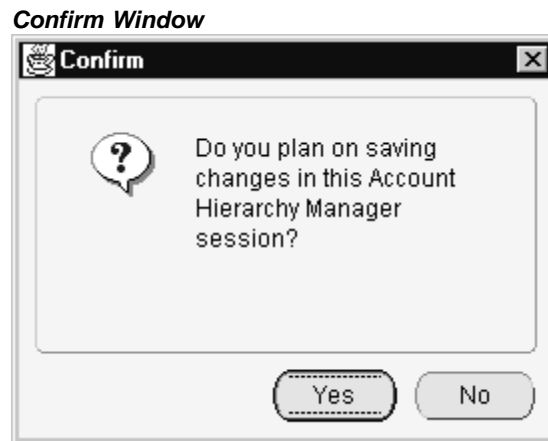 Confirm Window
Confirm
Do you plan on saving
changes in this Account
Hierarchy Manager
session?
Yes
No